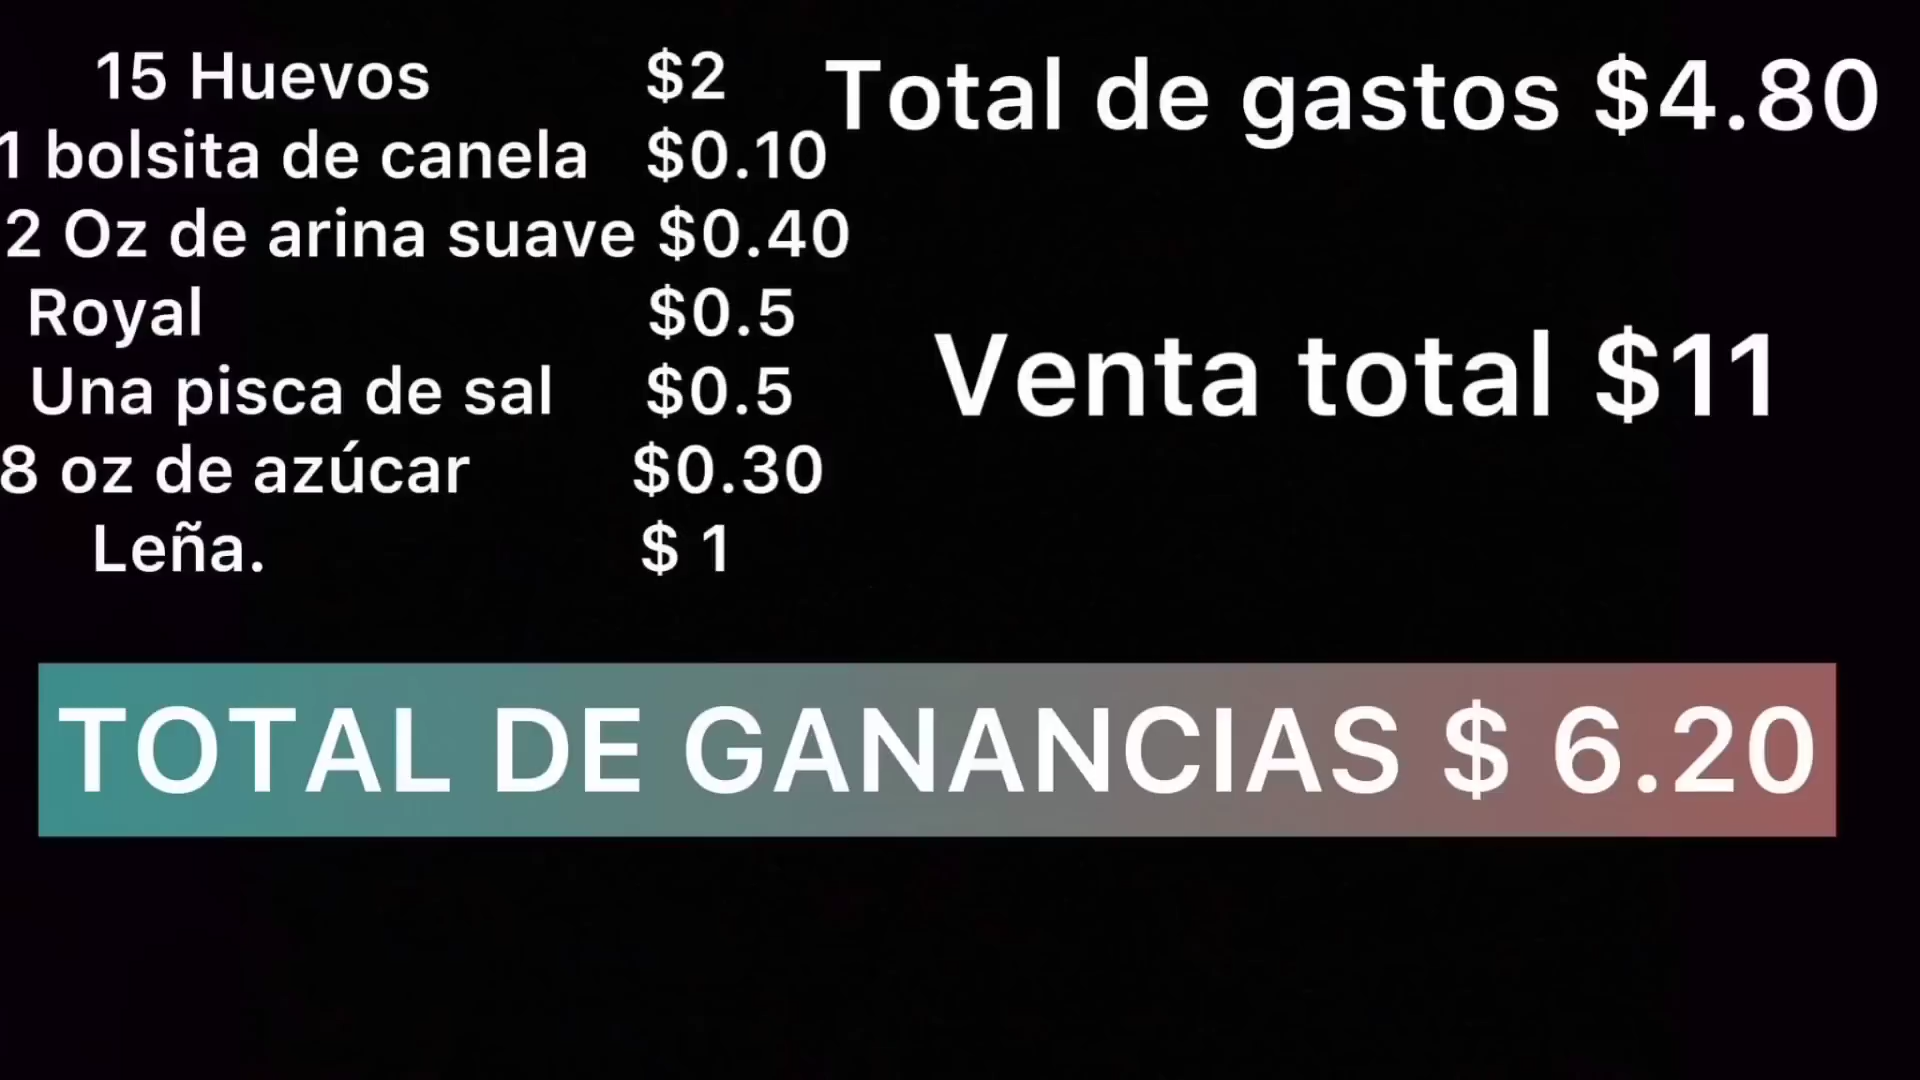 15 Huevos $2
1 bolsita de canela $0.10
2 Oz de arina suave $0.40
Royal $0.5
Una pisca de sal $0.5
8 oz de azúcar $0.30
Leña. $ 1
Total de gastos $4.80
Venta total $11
TOTAL DE GANANCIAS $ 6.20